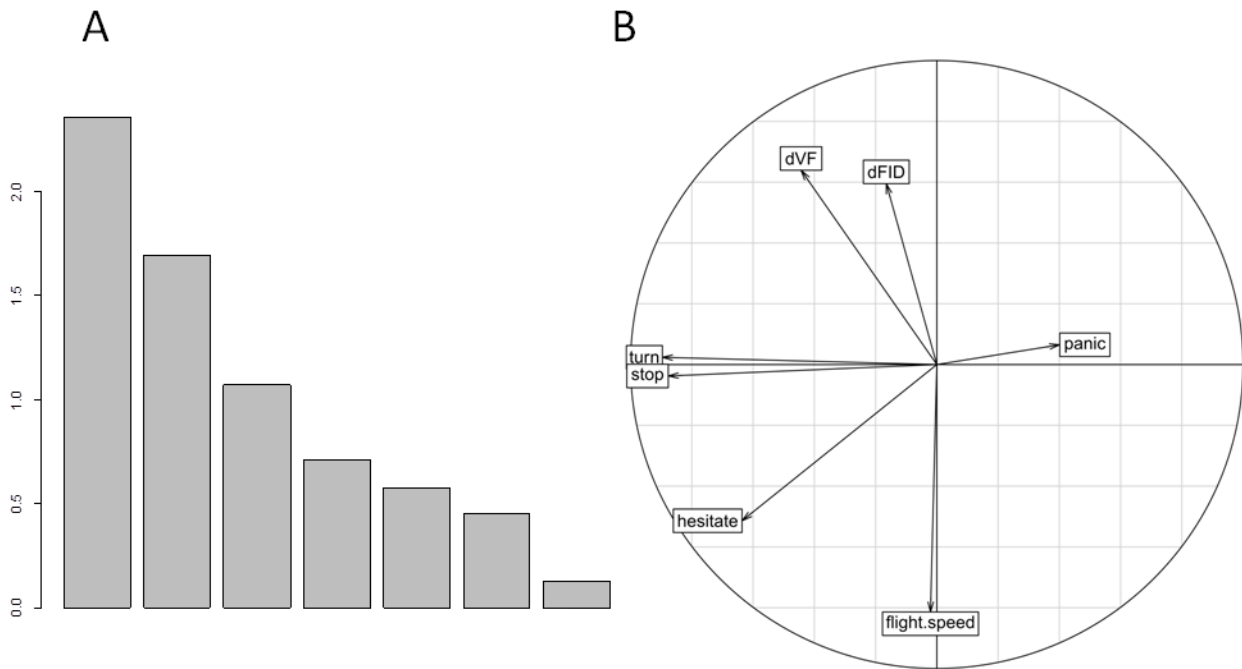 A
B
2.0
1.5
1.0
0.5
0.0
dVF
dFID
panic
turn
stop
hesitate
flight.speed